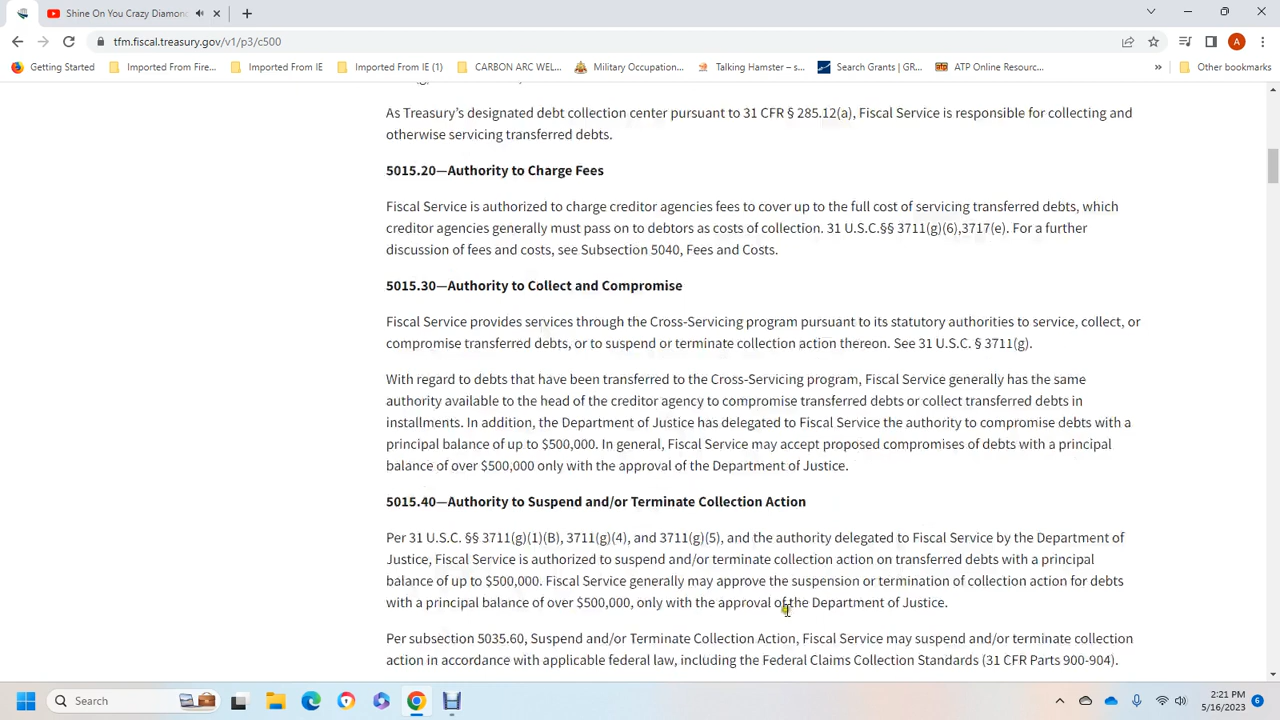 Shine On You Crazy Diamond
tfm.fiscal.treasury.gov/v1/p3/c500
A
Getting Started
Imported From Fire...
Imported From IE
Imported From IE (1)
CARBON ARC WEL...
Military Occupation...
Talking Hamster – s...
Search Grants | GR...
ATP Online Resourc...
»
Other bookmarks
As Treasury’s designated debt collection center pursuant to 31 CFR § 285.12(a), Fiscal Service is responsible for collecting and
otherwise servicing transferred debts.
5015.20—Authority to Charge Fees
Fiscal Service is authorized to charge creditor agencies fees to cover up to the full cost of servicing transferred debts, which
creditor agencies generally must pass on to debtors as costs of collection. 31 U.S.C.§§ 3711(g)(6),3717(e). For a further
discussion of fees and costs, see Subsection 5040, Fees and Costs.
5015.30—Authority to Collect and Compromise
Fiscal Service provides services through the Cross-Servicing program pursuant to its statutory authorities to service, collect, or
compromise transferred debts, or to suspend or terminate collection action thereon. See 31 U.S.C. § 3711(g).
With regard to debts that have been transferred to the Cross-Servicing program, Fiscal Service generally has the same
authority available to the head of the creditor agency to compromise transferred debts or collect transferred debts in
installments. In addition, the Department of Justice has delegated to Fiscal Service the authority to compromise debts with a
principal balance of up to $500,000. In general, Fiscal Service may accept proposed compromises of debts with a principal
balance of over $500,000 only with the approval of the Department of Justice.
5015.40—Authority to Suspend and/or Terminate Collection Action
Per 31 U.S.C. §§ 3711(g)(1)(B), 3711(g)(4), and 3711(g)(5), and the authority delegated to Fiscal Service by the Department of
Justice, Fiscal Service is authorized to suspend and/or terminate collection action on transferred debts with a principal
balance of up to $500,000. Fiscal Service generally may approve the suspension or termination of collection action for debts
with a principal balance of over $500,000, only with the approval of the Department of Justice.
Per subsection 5035.60, Suspend and/or Terminate Collection Action, Fiscal Service may suspend and/or terminate collection
action in accordance with applicable federal law, including the Federal Claims Collection Standards (31 CFR Parts 900-904).
Search
2:21 PM
5/16/2023
6